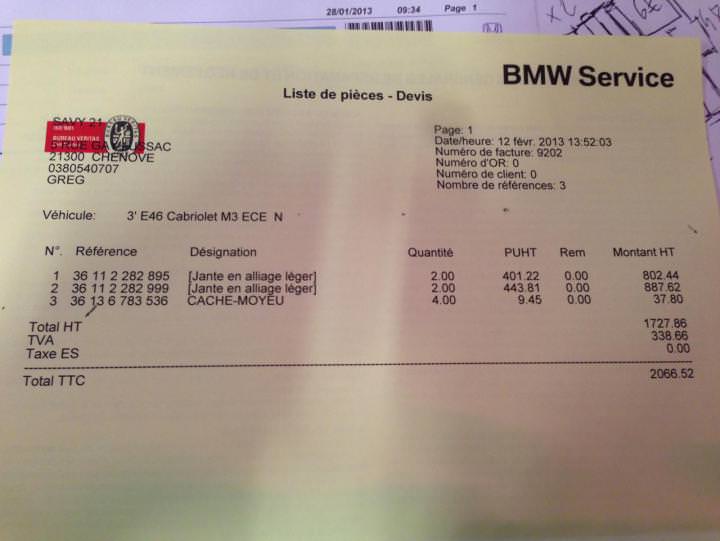 28/01/2013 09:34 Page 1
BMW Service
Liste de pièces - Devis
SAVY 21
ISO 9001
BUREAU VERITAS
21300 CHENOVE
0380540707
GREG
Page: 1
Date/heure: 12 févr. 2013 13:52:03
Numéro de facture: 9202
Numéro d'OR: 0
Numéro de client: 0
Nombre de références: 3
Véhicule: 3' E46 Cabriolet M3 ECE N
N°. Référence Désignation Quantité PUHT Rem Montant HT
1 36 11 2 282 895 [Jante en alliage léger] 2.00 401.22 0.00 802.44
2 36 11 2 282 999 [Jante en alliage léger] 2.00 443.81 0.00 887.62
3 36 13 6 783 536 CACHE-MOYEU 4.00 9.45 0.00 37.80
Total HT 1727.86
TVA 338.66
Taxe ES 0.00
Total TTC 2066.52